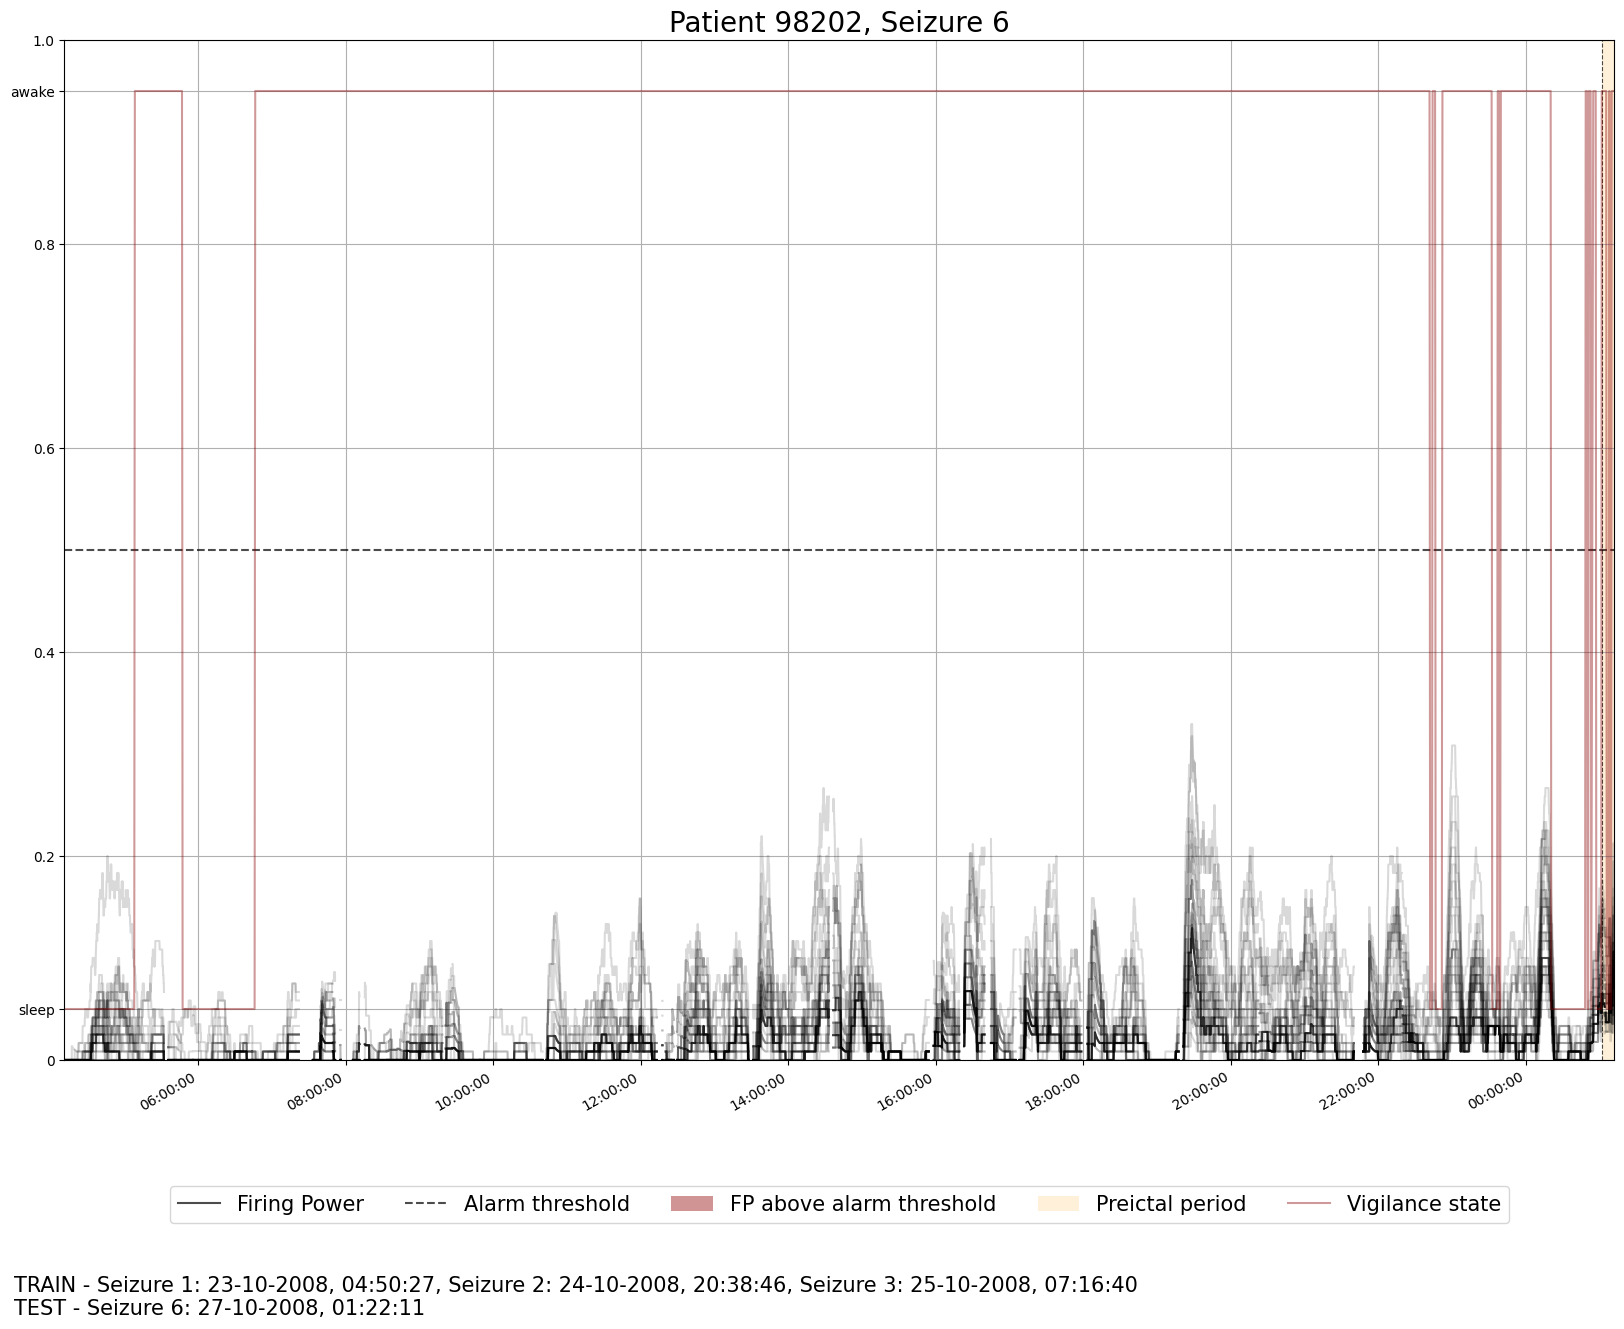 Patient 98202, Seizure 6
1.0
awake
0.8
0.6
0.4
0.2
sleep
0
06:00:00 08:00:00 10:00:00 12:00:00 14:00:00 16:00:00 18:00:00 20:00:00 22:00:00 00:00:00
Firing Power Alarm threshold FP above alarm threshold Preictal period Vigilance state
TRAIN - Seizure 1: 23-10-2008, 04:50:27, Seizure 2: 24-10-2008, 20:38:46, Seizure 3: 25-10-2008, 07:16:40
TEST - Seizure 6: 27-10-2008, 01:22:11